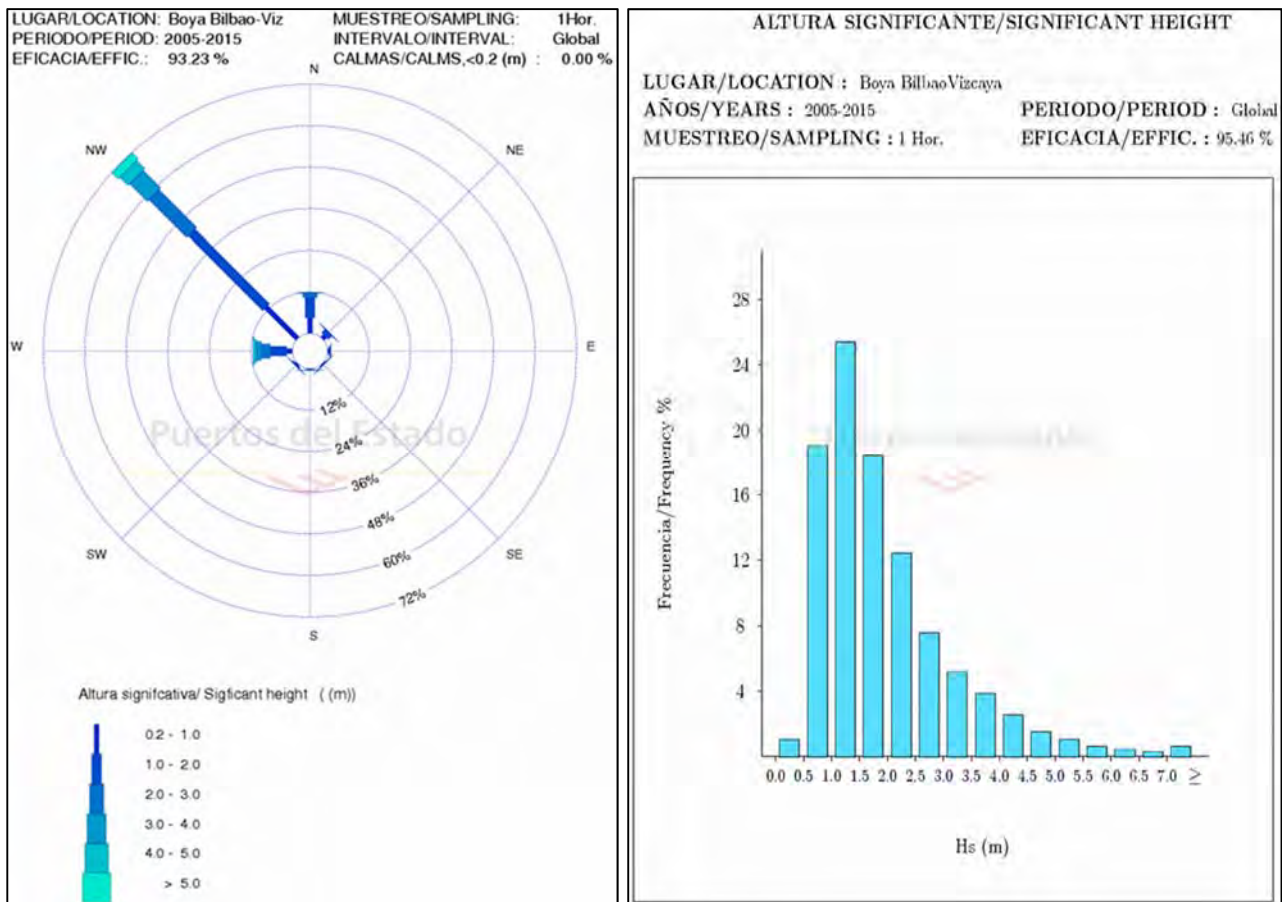 LUGAR/LOCATION: Boya Bilbao-Viz MUESTREO/SAMPLING: 1Hor.
PERIODO/PERIOD: 2005-2015 INTERVALO/INTERVAL: Global
EFICACIA/EFFIC.: 93.23 % CALMAS/CALMS,<0.2 (m) : 0.00 %
N
NW
NE
W
E
12%
Puertos del Estado
24%
36%
48%
SW
SE
60%
72%
S
Altura signifcativa/ Sigficant height ( (m))
0.2 - 1.0
1.0 - 2.0
2.0 - 3.0
3.0 - 4.0
4.0 - 5.0
> 5.0
ALTURA SIGNIFICANTE/SIGNIFICANT HEIGHT
LUGAR/LOCATION : Boya BilbaoVizcaya
AÑOS/YEARS : 2005-2015 PERIODO/PERIOD : Global
MUESTREO/SAMPLING : 1 Hor. EFICACIA/EFFIC. : 95.46 %
Frecuencia/Frequency %
28
24
20
16
12
8
4
0.0 0.5 1.0 1.5 2.0 2.5 3.0 3.5 4.0 4.5 5.0 5.5 6.0 6.5 7.0 ≥
Hs (m)